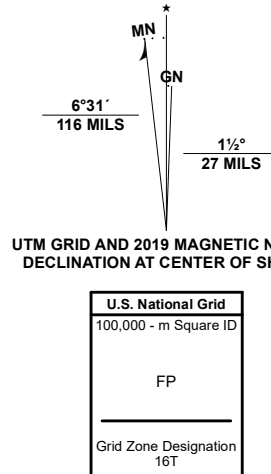 ★
MN
GN
6°31´
116 MILS
1½°
27 MILS
UTM GRID AND 2019 MAGNETIC N
DECLINATION AT CENTER OF SH
U.S. National Grid
100,000 - m Square ID
FP
Grid Zone Designation
16T